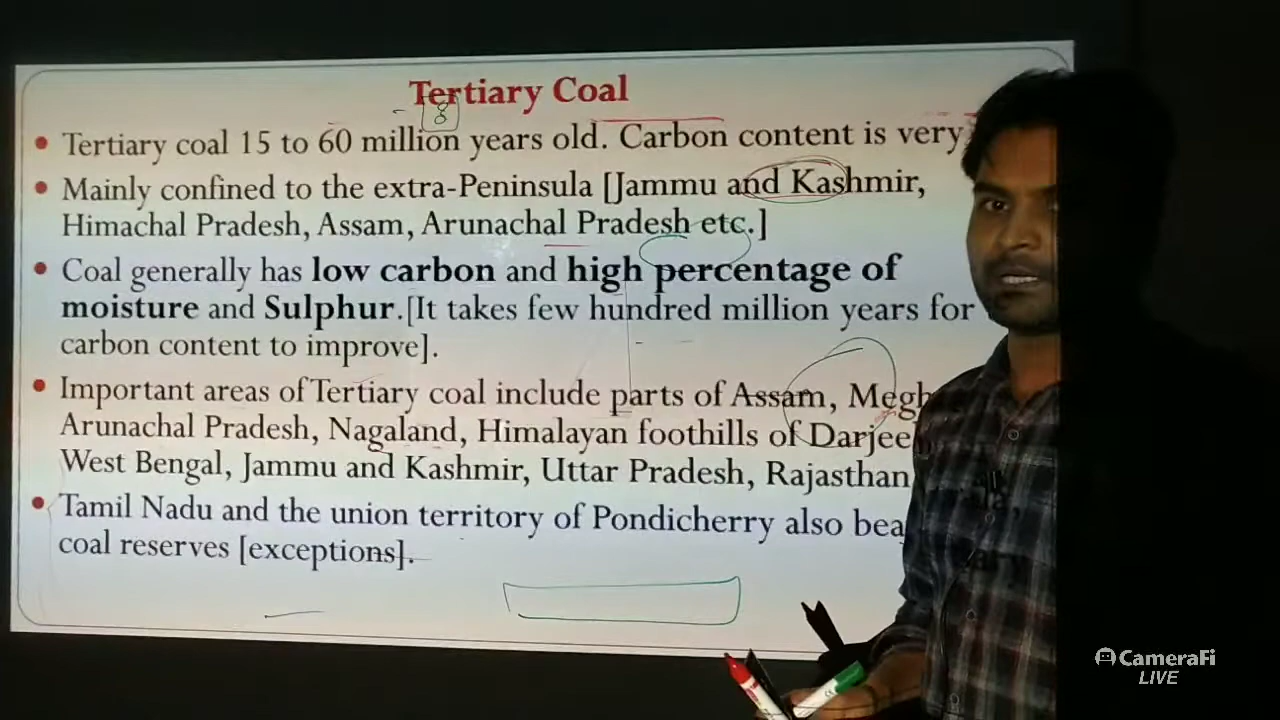 Tertiary Coal
8
• Tertiary coal 15 to 60 million years old. Carbon content is very
• Mainly confined to the extra-Peninsula [Jammu and Kashmir,
Himachal Pradesh, Assam, Arunachal Pradesh etc.]
• Coal generally has low carbon and high percentage of
moisture and Sulphur.[It takes few hundred million years for
carbon content to improve].
• Important areas of Tertiary coal include parts of Assam, Megh
Arunachal Pradesh, Nagaland, Himalayan foothills of Darjee
West Bengal, Jammu and Kashmir, Uttar Pradesh, Rajasthan
• Tamil Nadu and the union territory of Pondicherry also bea
coal reserves [exceptions].
CameraFi
LIVE